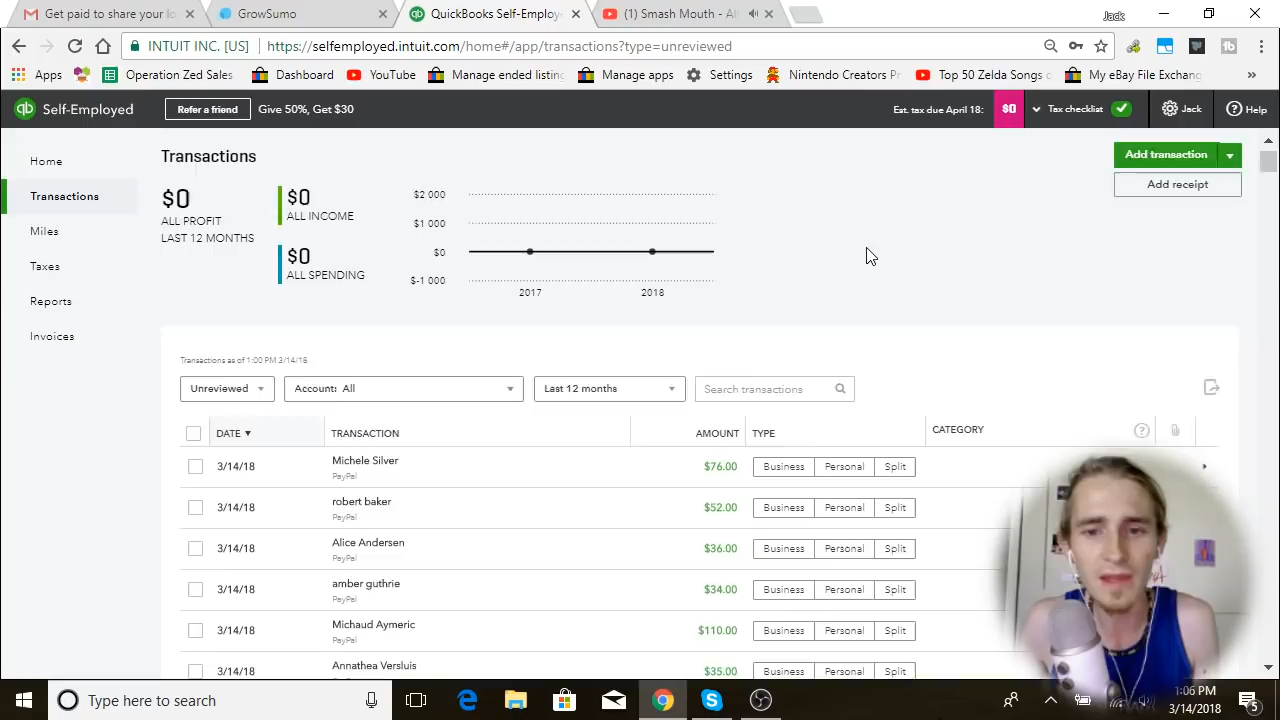 Get paid to share your lo
GrowSumo
QuickBooks Self-Employ
(1) Smash Mouth - Al
Jack
INTUIT INC. [US]
https://selfemployed.intuit.com/home#/app/transactions?type=unreviewed
Apps
Operation Zed Sales
Dashboard
YouTube
Manage ended listing
Manage apps
Settings
Nintendo Creators Pr
Top 50 Zelda Songs o
My eBay File Exchang
»
qb Self-Employed
Refer a friend
Give 50%, Get $30
Est. tax due April 18:
$0
Tax checklist
Jack
Help
Home
Transactions
Miles
Taxes
Reports
Invoices
Transactions
Add transaction
Add receipt
$0
ALL PROFIT
LAST 12 MONTHS
$0
ALL INCOME
$0
ALL SPENDING
$2 000
$1 000
$0
$-1 000
2017
2018
Transactions as of 1:00 PM 3/14/18
Unreviewed
Account: All
Last 12 months
Search transactions
DATE
TRANSACTION
AMOUNT
TYPE
CATEGORY
3/14/18
Michele Silver
PayPal
$76.00
Business
Personal
Split
3/14/18
robert baker
PayPal
$52.00
Business
Personal
Split
3/14/18
Alice Andersen
PayPal
$36.00
Business
Personal
Split
3/14/18
amber guthrie
PayPal
$34.00
Business
Personal
Split
3/14/18
Michaud Aymeric
PayPal
$110.00
Business
Personal
Split
3/14/18
Annathea Versluis
$35.00
Business
Personal
Split
Type here to search
1:06 PM
3/14/2018
5